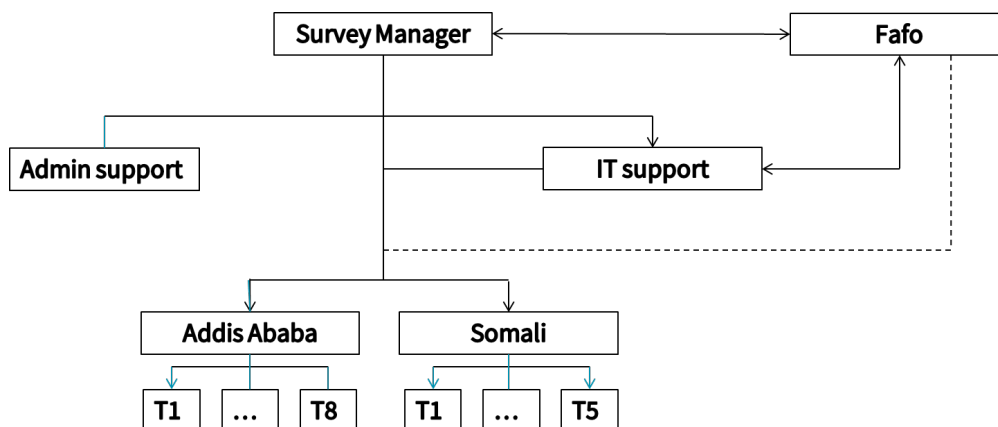 Survey Manager
Fafo
Admin support
IT support
Addis Ababa
Somali
T1
...
T8
T1
...
T5